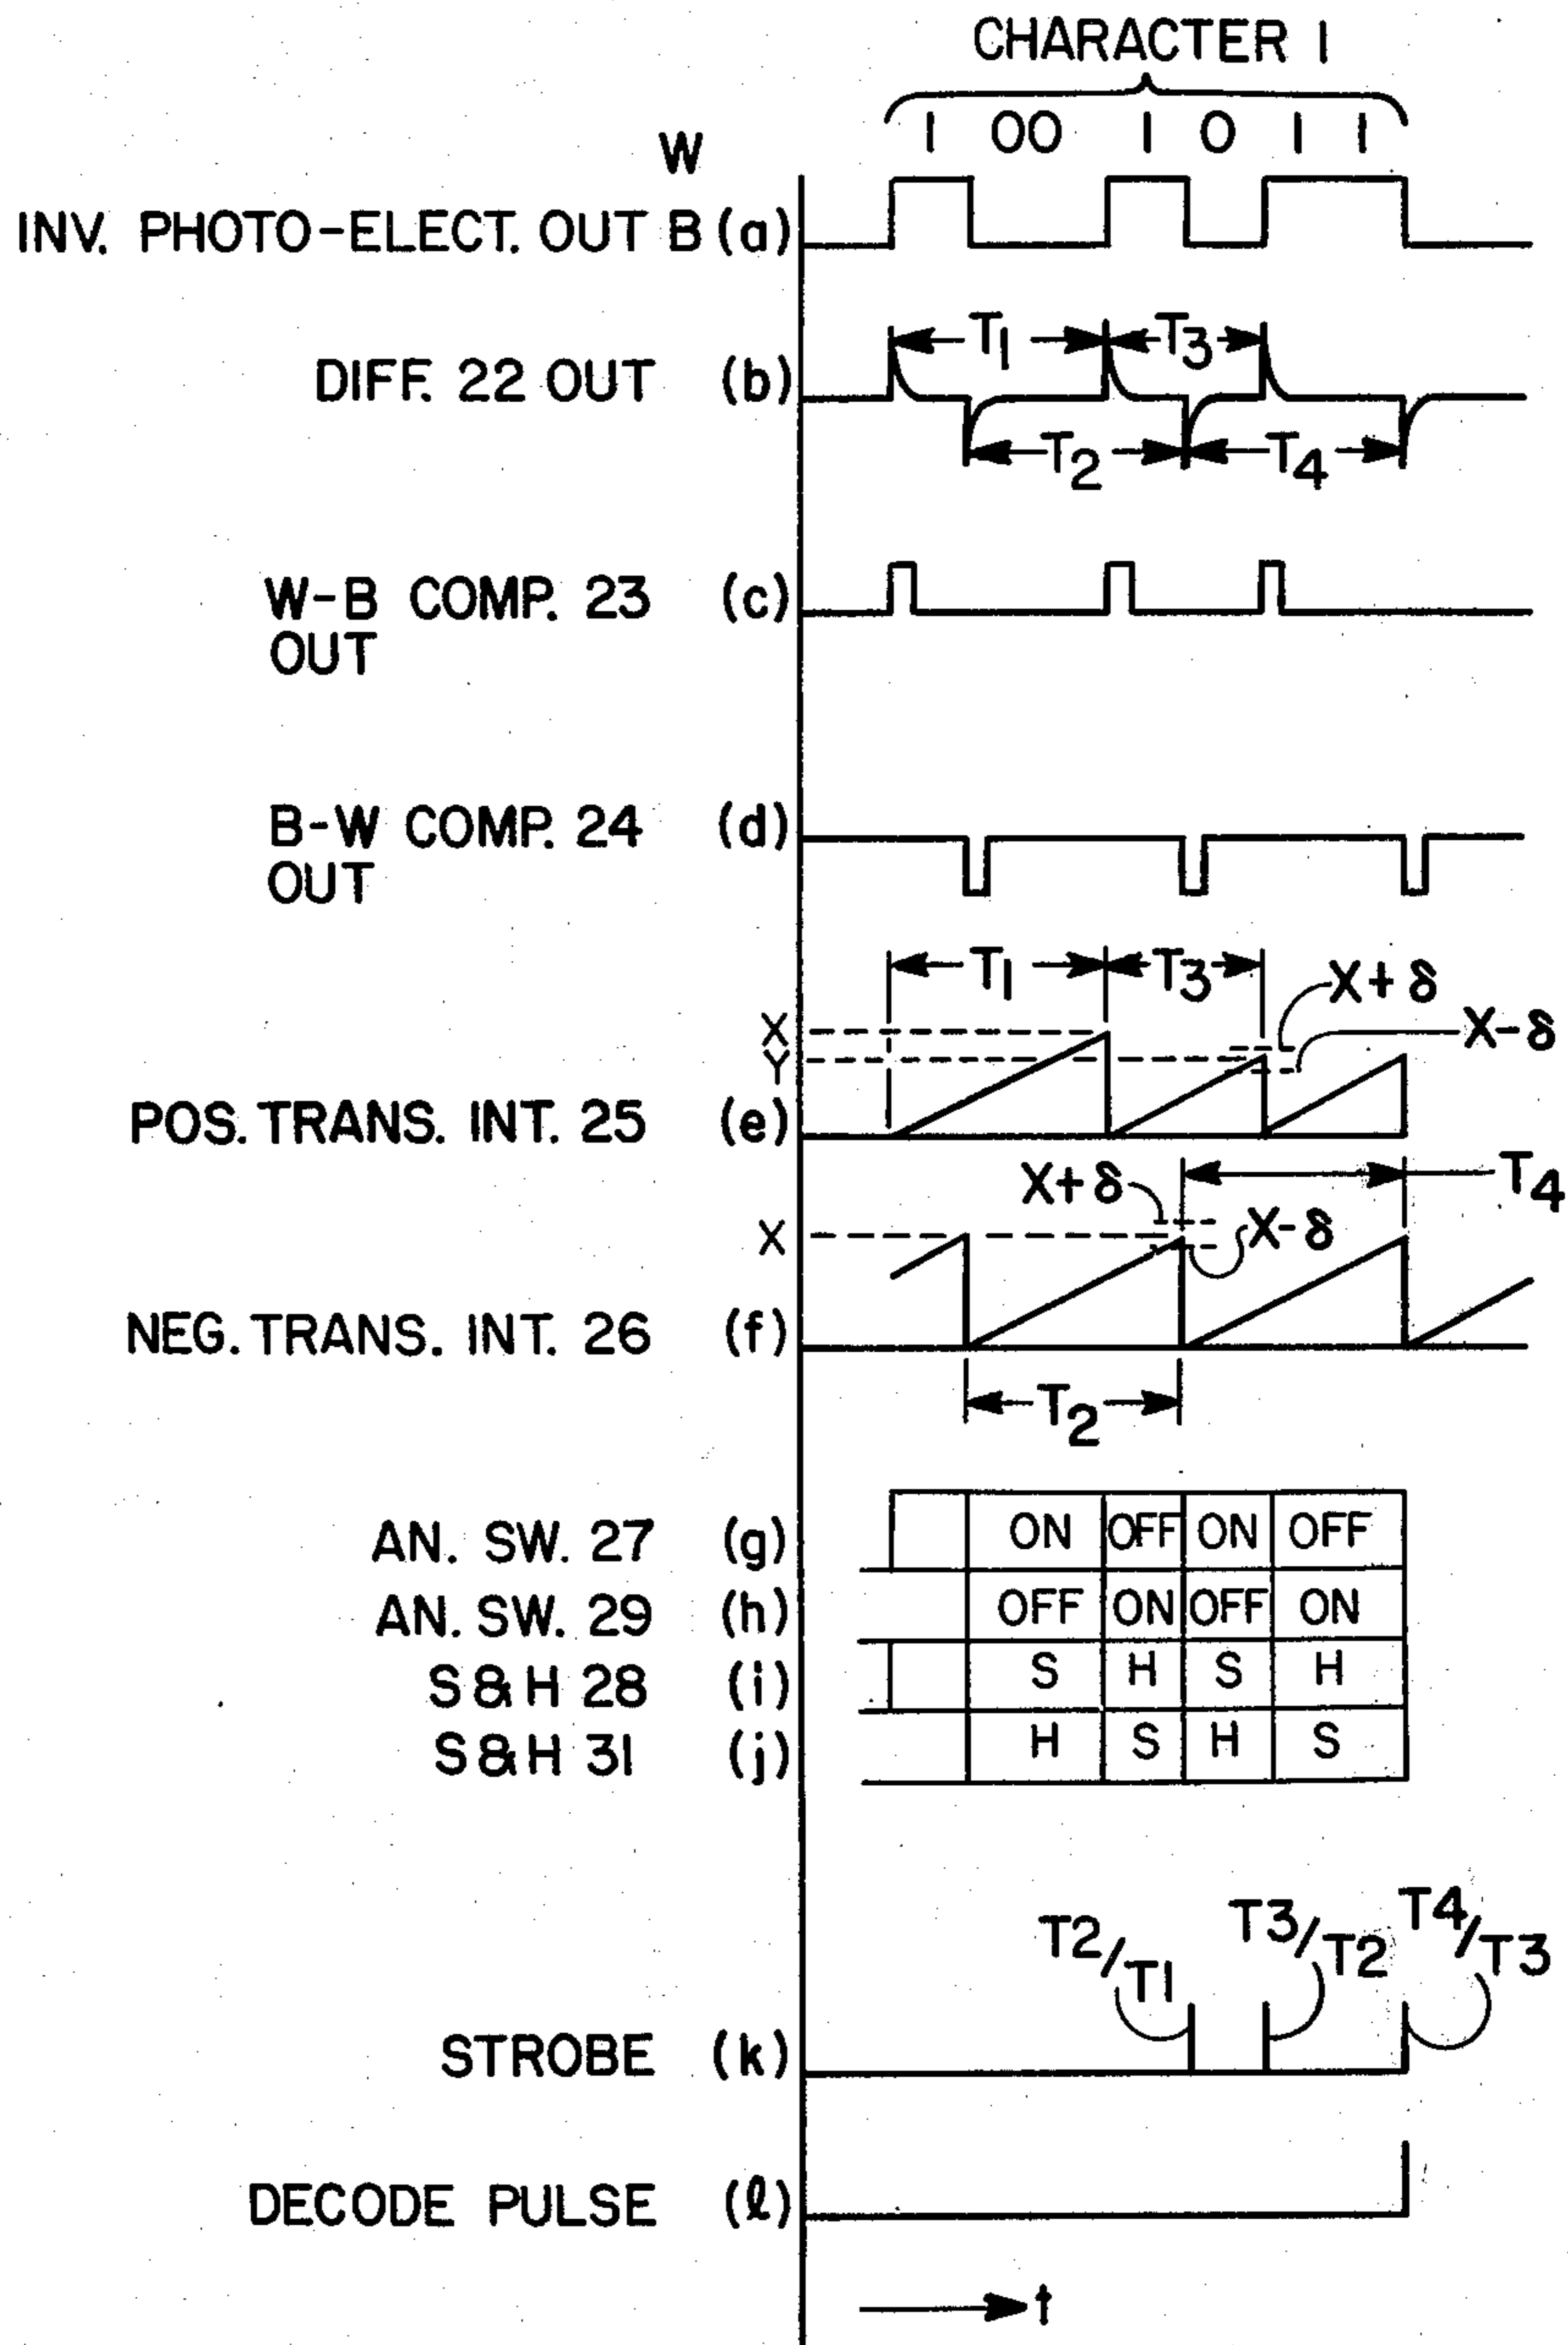 CHARACTER 1
1 00 1 0 1 1
W
INV. PHOTO-ELECT. OUT B (a)
T1 T3
DIFF. 22 OUT (b)
T2 T4
W-B COMP. 23 (c)
OUT
B-W COMP. 24 (d)
OUT
T1 T3 X+δ
X X-δ
Y
POS. TRANS. INT. 25 (e)
X+δ T4
X X-δ
NEG. TRANS. INT. 26 (f)
T2
AN. SW. 27 (g) ON OFF ON OFF
AN. SW. 29 (h) OFF ON OFF ON
S&H 28 (i) S H S H
S&H 31 (j) H S H S
T2/T1 T3/T2 T4/T3
STROBE (k)
DECODE PULSE (ℓ)
t